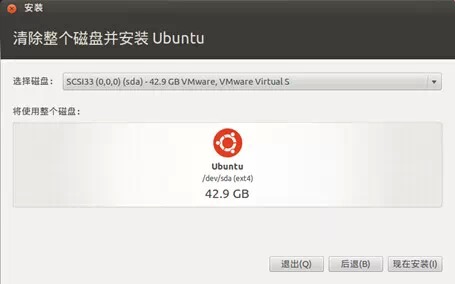 安装
清除整个磁盘并安装 Ubuntu
选择磁盘: SCSI33 (0,0,0) (sda) - 42.9 GB VMware, VMware Virtual S
将使用整个磁盘:
Ubuntu
/dev/sda (ext4)
42.9 GB
退出(Q) 后退(B) 现在安装(I)